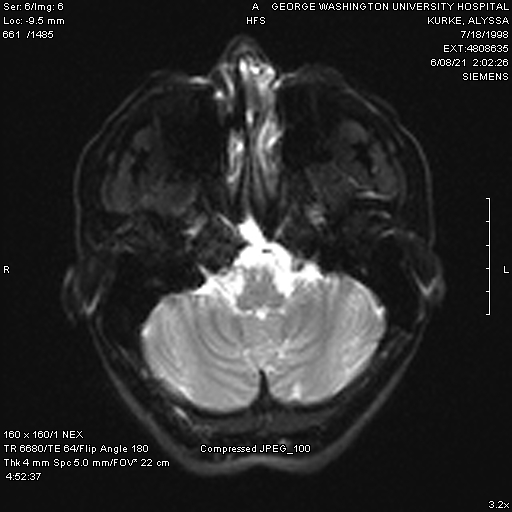 Ser: 6/Img: 6
Loc: -9.5 mm
661 /1485
A
HFS
GEORGE WASHINGTON UNIVERSITY HOSPITAL
KURKE, ALYSSA
7/18/1998
EXT:4808635
6/08/21 2:02:26
SIEMENS
R
L
160 x 160/1 NEX
TR 6680/TE 64/Flip Angle 180
Thk 4 mm Spc 5.0 mm/FOV* 22 cm
4:52:37
Compressed JPEG_100
3.2x